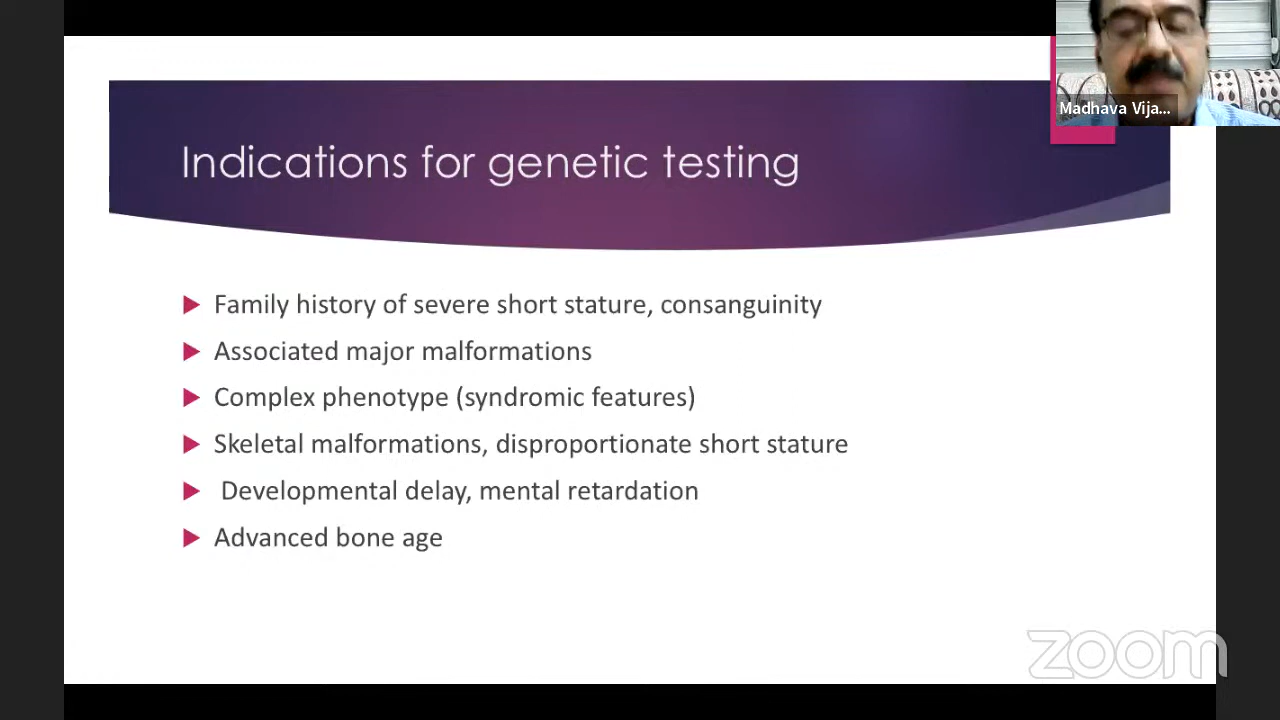 Madhava Vija...
Indications for genetic testing
Family history of severe short stature, consanguinity
Associated major malformations
Complex phenotype (syndromic features)
Skeletal malformations, disproportionate short stature
Developmental delay, mental retardation
Advanced bone age
zoom